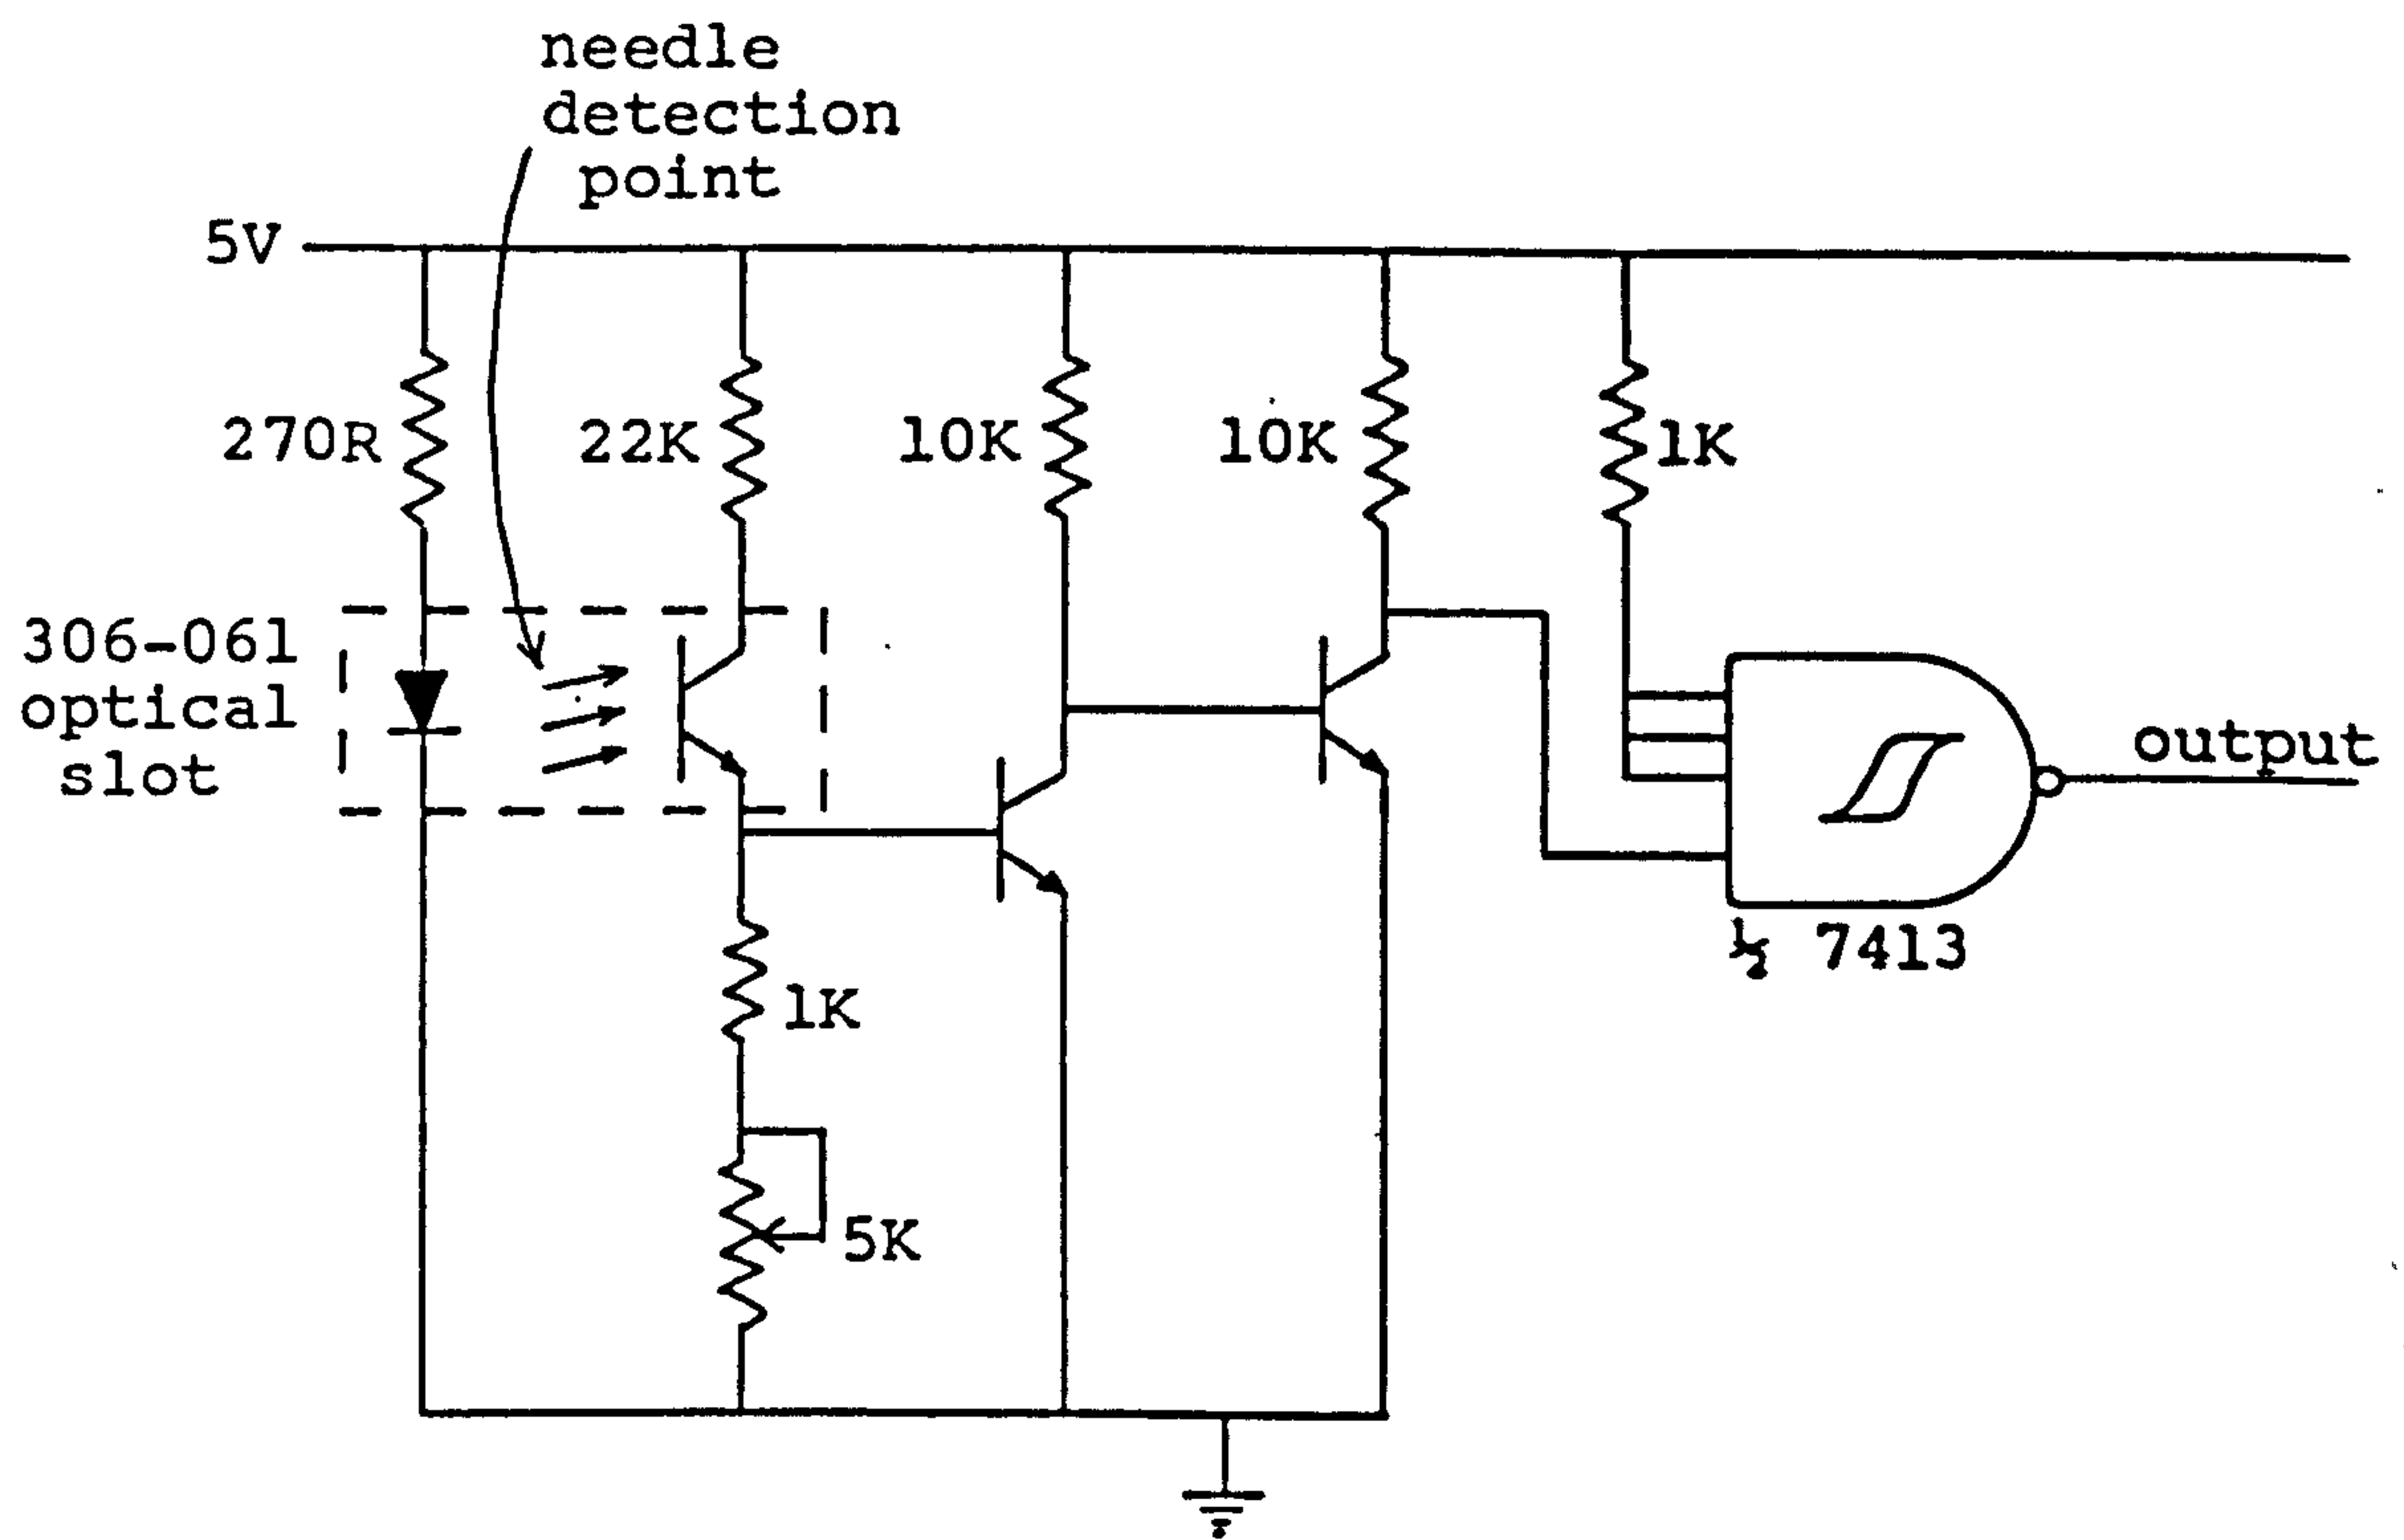 needle
detection
point
5V
270R
22K
10K
10K
1K
306-061
optical
slot
output
½ 7413
1K
5K